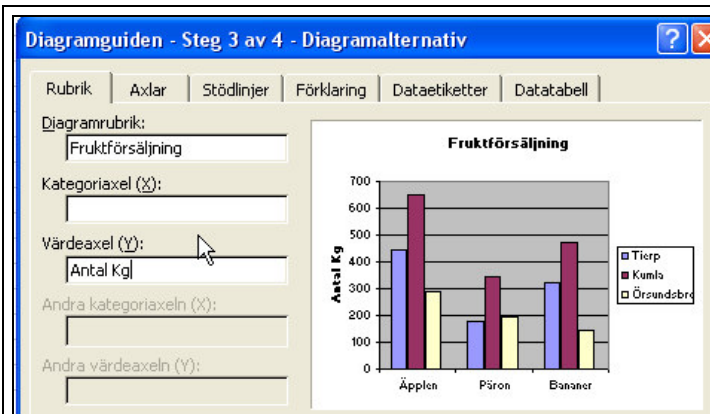 Diagramguiden - Steg 3 av 4 - Diagramalternativ
Rubrik Axlar Stödlinjer Förklaring Dataetiketter Datatabell
Diagramrubrik:
Fruktförsäljning
Kategoriaxel (X):
Värdeaxel (Y):
Antal Kg
Andra kategoriaxeln (X):
Andra värdeaxeln (Y):
Fruktförsäljning
Antal Kg
700
600
500
400
300
200
100
0
Äpplen Päron Bananer
Tierp
Kumla
Örsundsbro